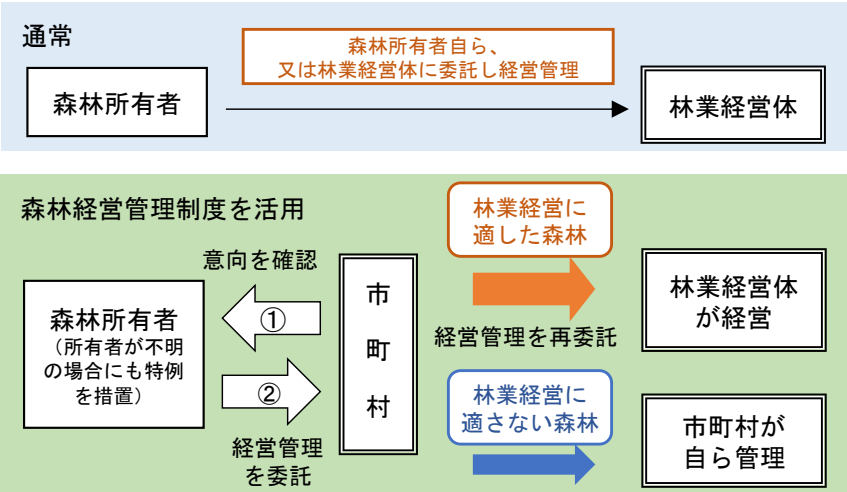 通常
森林所有者自ら、
又は林業経営体に委託し経営管理
森林所有者
林業経営体
森林経営管理制度を活用
意向を確認
①
森林所有者
（所有者が不明
の場合にも特例
を措置）
②
経営管理
を委託
市
町
村
林業経営に
適した森林
経営管理を再委託
林業経営体
が経営
林業経営に
適さない森林
市町村が
自ら管理